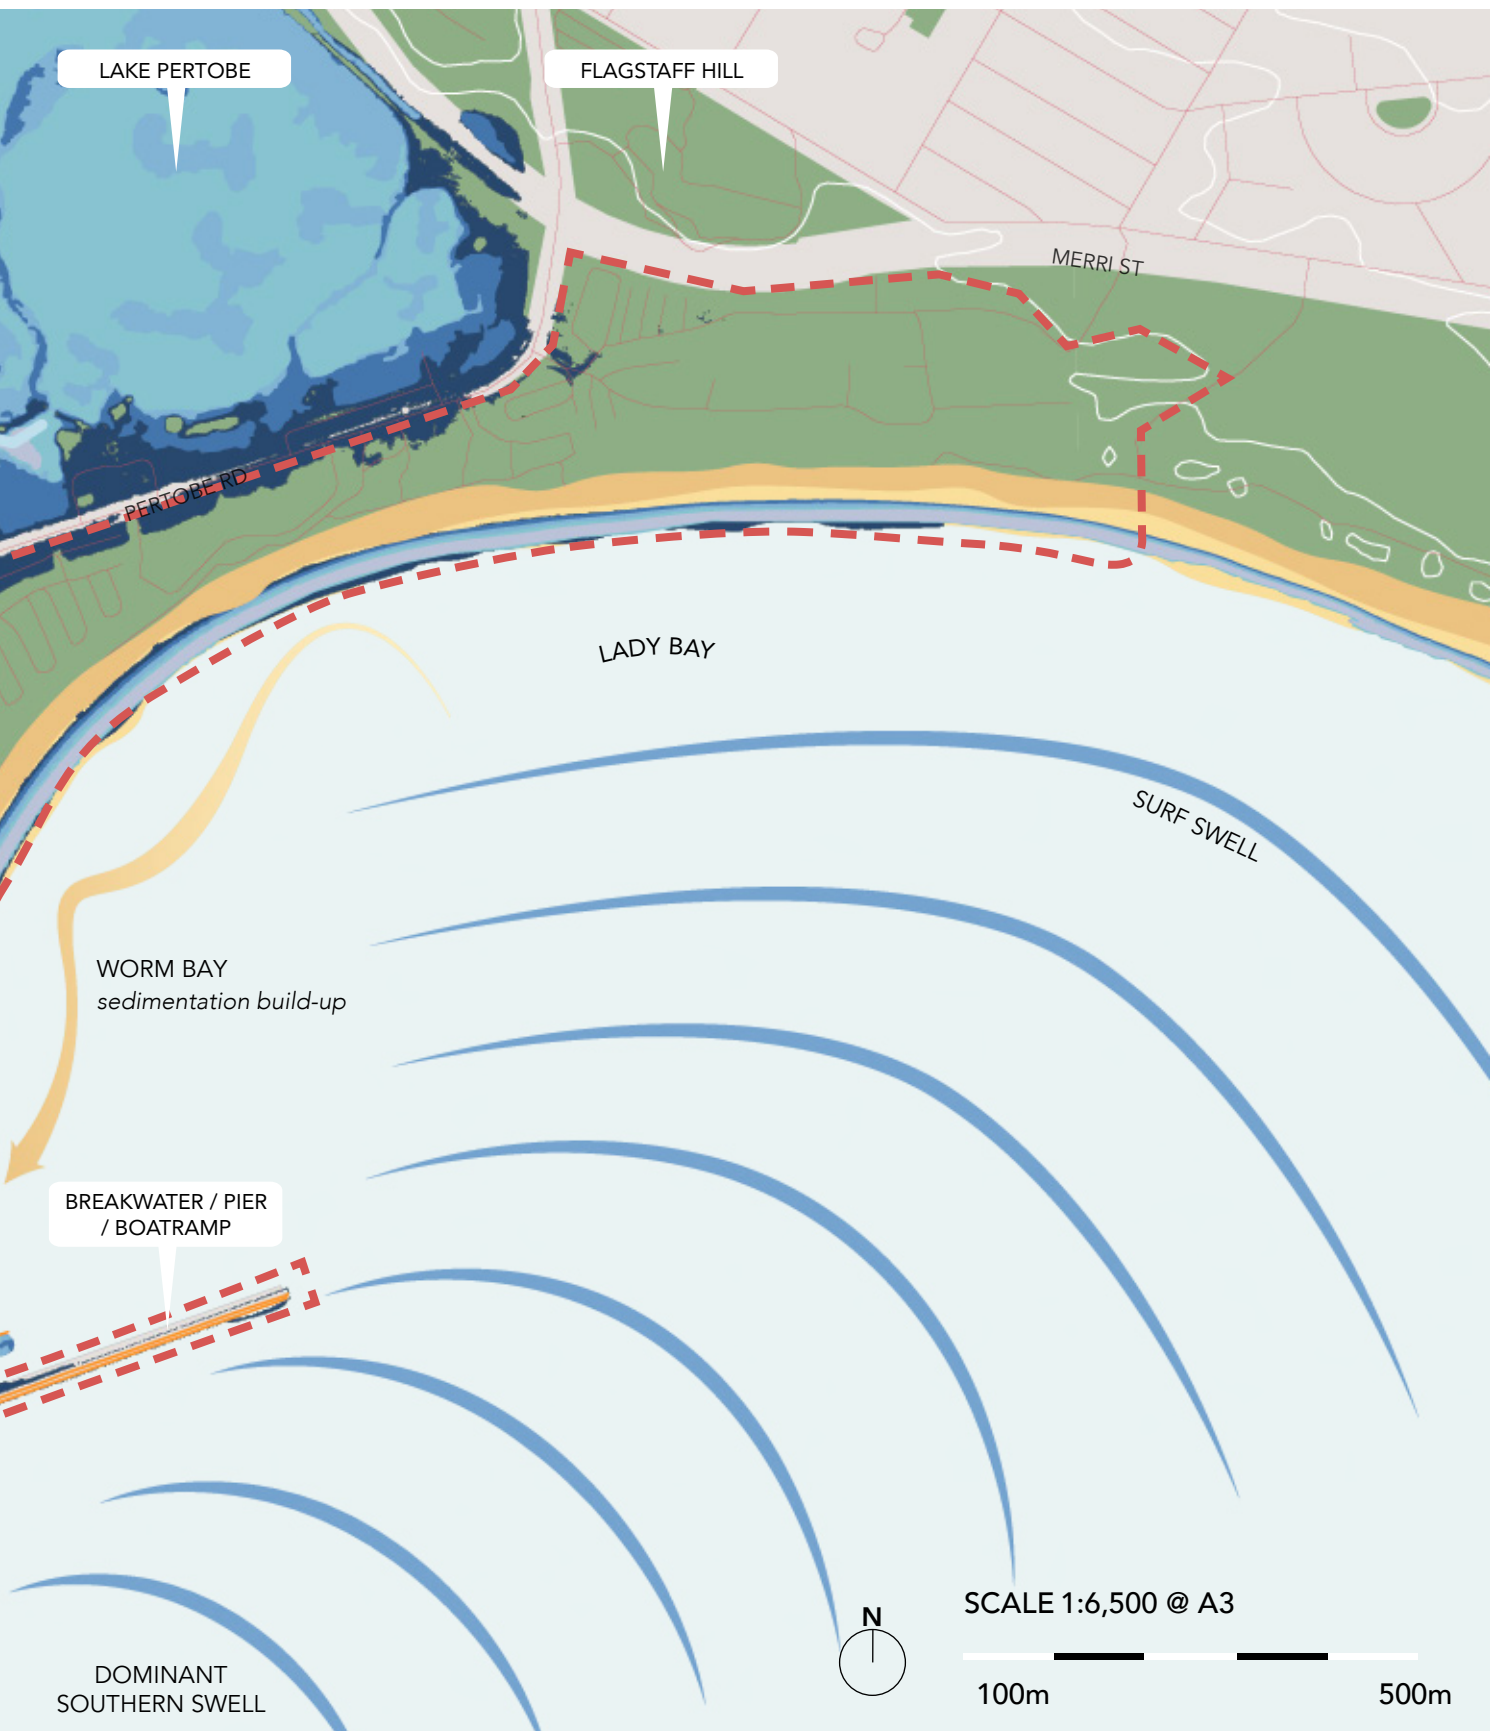 LAKE PERTOBE
FLAGSTAFF HILL
MERRI ST
PERTOBE RD
LADY BAY
SURF SWELL
WORM BAY
sedimentation build-up
BREAKWATER / PIER
/ BOATRAMP
N
SCALE 1:6,500 @ A3
100m
500m
DOMINANT
SOUTHERN SWELL